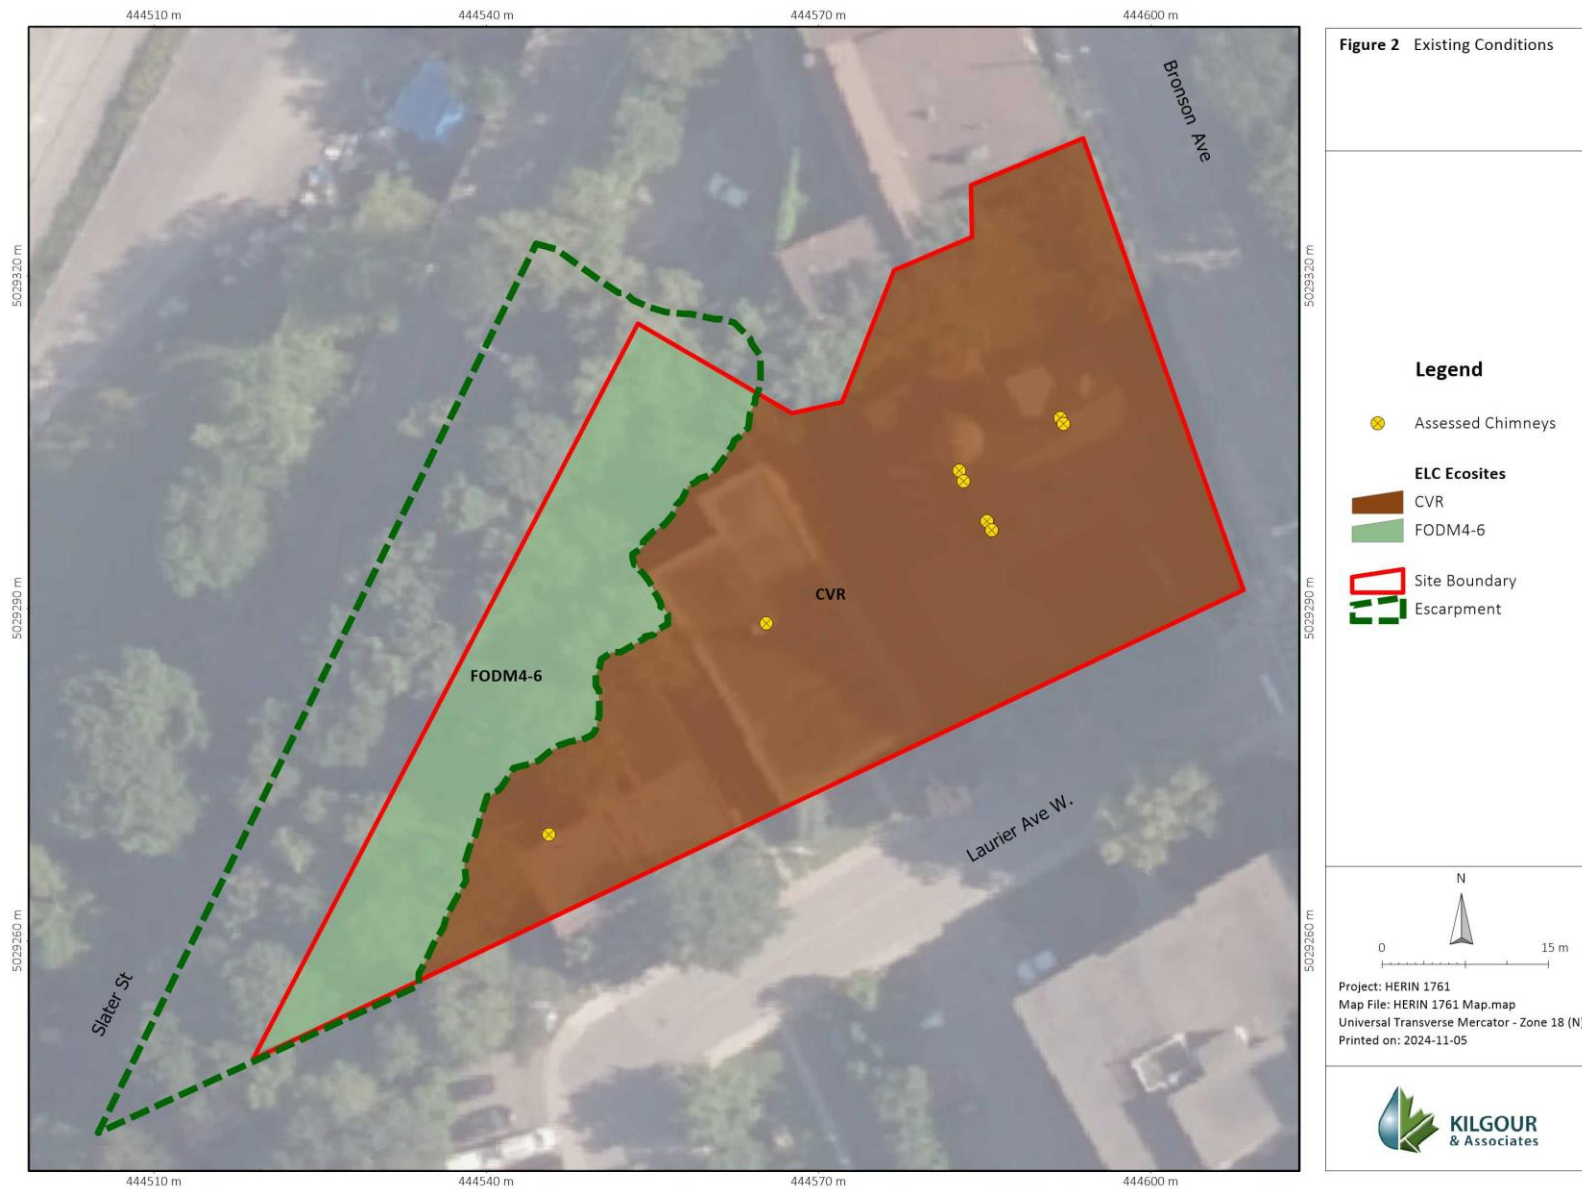 444510 m
444540 m
444570 m
444600 m
Figure 2 Existing Conditions
Bronson Ave
5029320 m
5029320 m
Legend
Assessed Chimneys
ELC Ecosites
CVR
FODM4-6
Site Boundary
Escarpment
5029290 m
5029290 m
CVR
FODM4-6
Laurier Ave W.
5029260 m
5029260 m
Slater St
N
0 15 m
Project: HERIN 1761
Map File: HERIN 1761 Map.map
Universal Transverse Mercator - Zone 18 (N)
Printed on: 2024-11-05
KILGOUR
& Associates
444510 m
444540 m
444570 m
444600 m